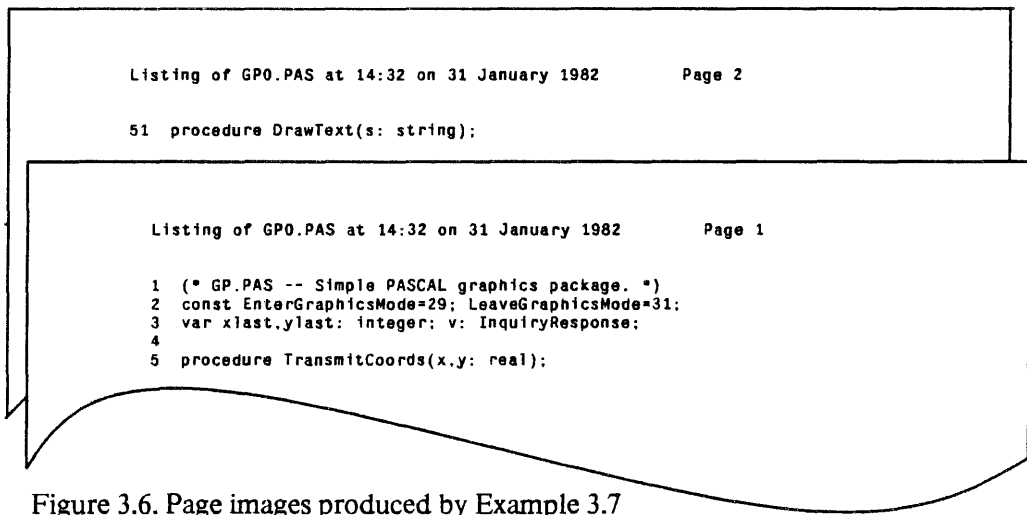 Listing of GPO.PAS at 14:32 on 31 January 1982 Page 2
51 procedure DrawText(s: string);
Listing of GPO.PAS at 14:32 on 31 January 1982 Page 1
1 (* GP.PAS -- Simple PASCAL graphics package. *)
2 const EnterGraphicsMode=29; LeaveGraphicsMode=31;
3 var xlast,ylast: integer; v: InquiryResponse;
4
5 procedure TransmitCoords(x,y: real);
Figure 3.6. Page images produced by Example 3.7